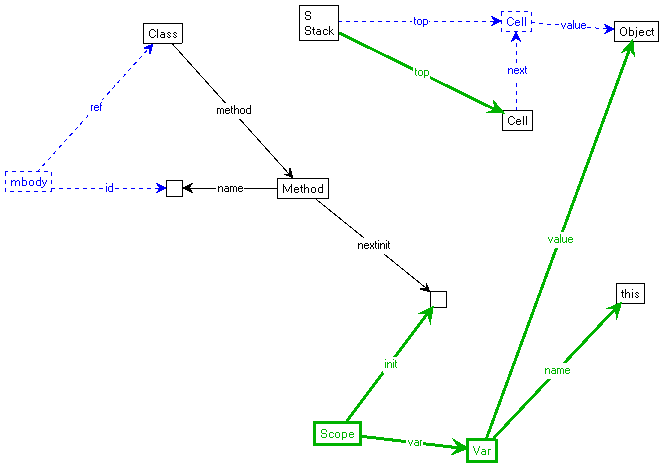 S
Stack
top
Cell
value
Object
Class
top
next
ref
method
Cell
mbody
id
name
Method
nextinit
value
this
init
name
Scope
var
Var